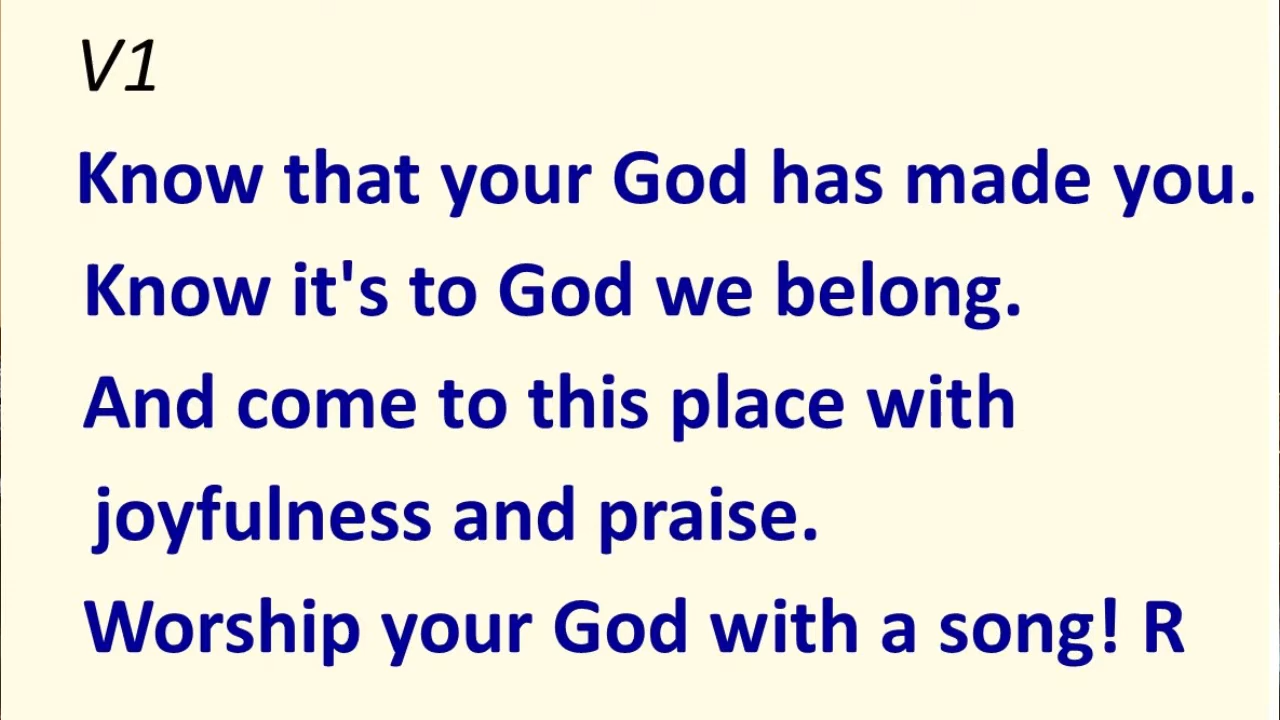 V1
Know that your God has made you.
Know it's to God we belong.
And come to this place with
joyfulness and praise.
Worship your God with a song! R